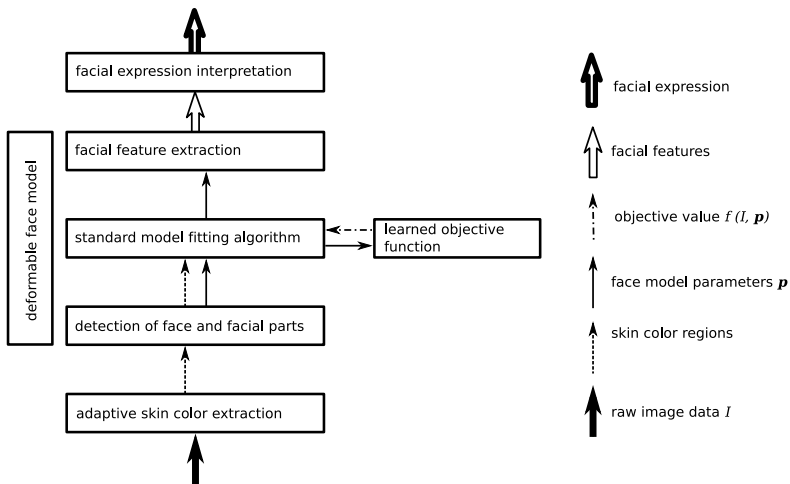 facial expression interpretation
facial feature extraction
deformable face model
standard model fitting algorithm
learned objective
function
detection of face and facial parts
adaptive skin color extraction
facial expression
facial features
objective value f (I, p)
face model parameters p
skin color regions
raw image data I